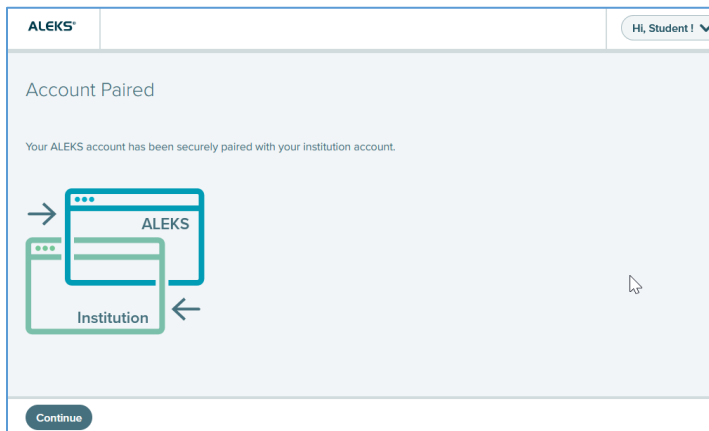 ALEKS®
Hi, Student !
Account Paired
Your ALEKS account has been securely paired with your institution account.
ALEKS
Institution
Continue